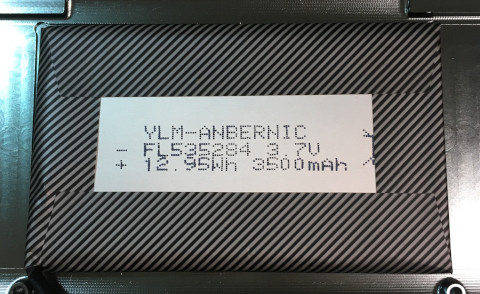 YLM-ANBERNIC
- FL535284 3.7V
+ 12.95Wh 3500mAh